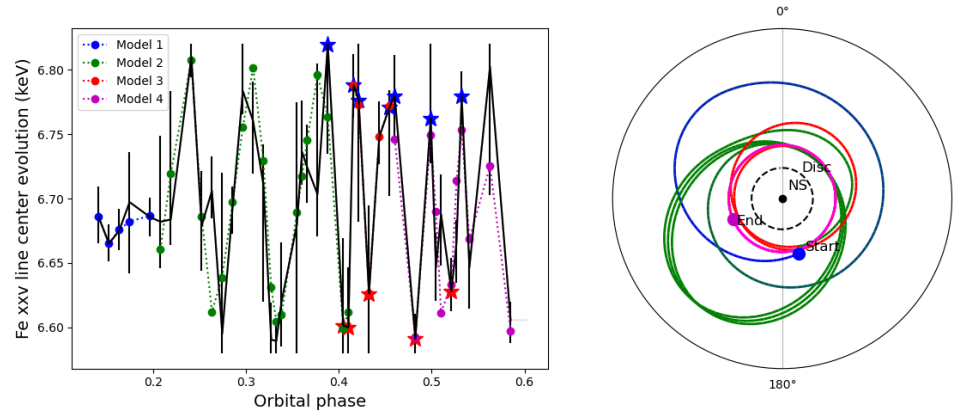 Fe xxv line center evolution (keV)
6.80
6.75
6.70
6.65
6.60
Model 1
Model 2
Model 3
Model 4
0.2
0.3
0.4
0.5
0.6
Orbital phase
0°
Disc
NS
End
Start
180°